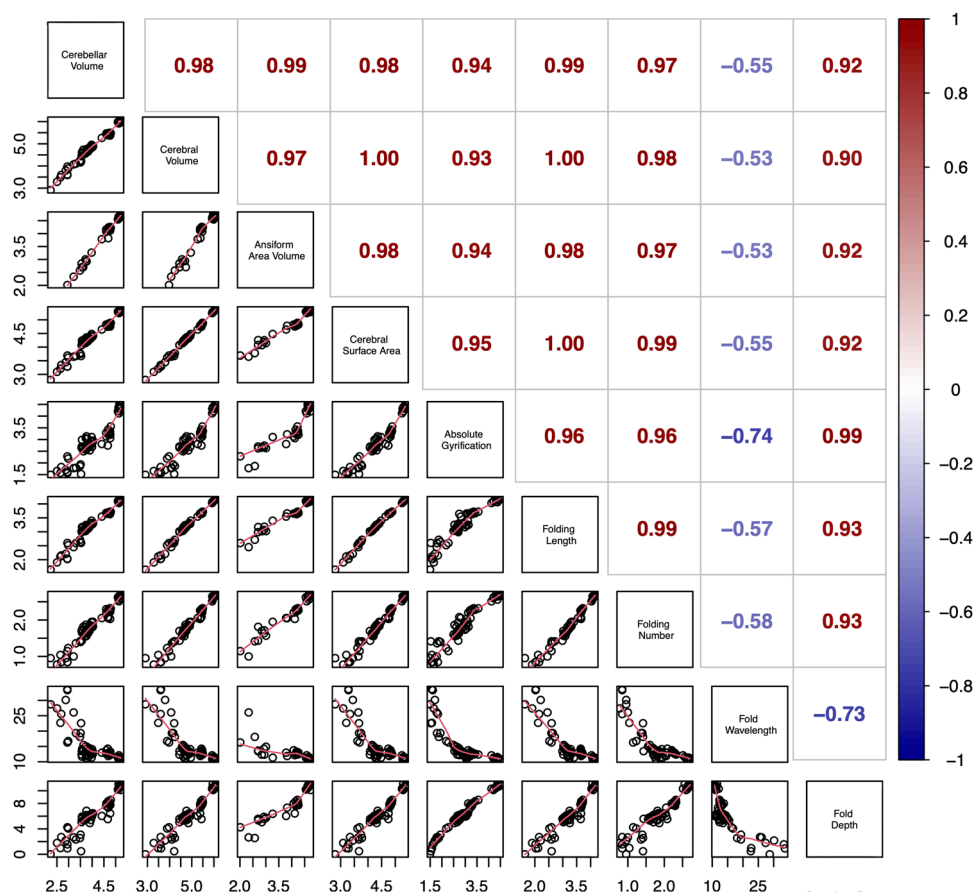 Cerebellar
Volume
0.98 0.99 0.98 0.94 0.99 0.97 −0.55 0.92
Cerebral
Volume
0.97 1.00 0.93 1.00 0.98 −0.53 0.90
Ansiform
Area Volume
0.98 0.94 0.98 0.97 −0.53 0.92
Cerebral
Surface Area
0.95 1.00 0.99 −0.55 0.92
Absolute
Gyrification
0.96 0.96 −0.74 0.99
Folding
Length
0.99 −0.57 0.93
Folding
Number
−0.58 0.93
Fold
Wavelength
−0.73
Fold
Depth
3.0 5.0
2.0 3.5
3.0 4.5
1.5 3.5
2.0 3.5
1.0 2.0
10 25
0 4 8
2.5 4.5 3.0 4.5 6.0 2.0 3.5 3.0 4.5 1.5 3.5 2.0 3.5 1.0 2.0 10 25
1
0.8
0.6
0.4
0.2
0
−0.2
−0.4
−0.6
−0.8
−1